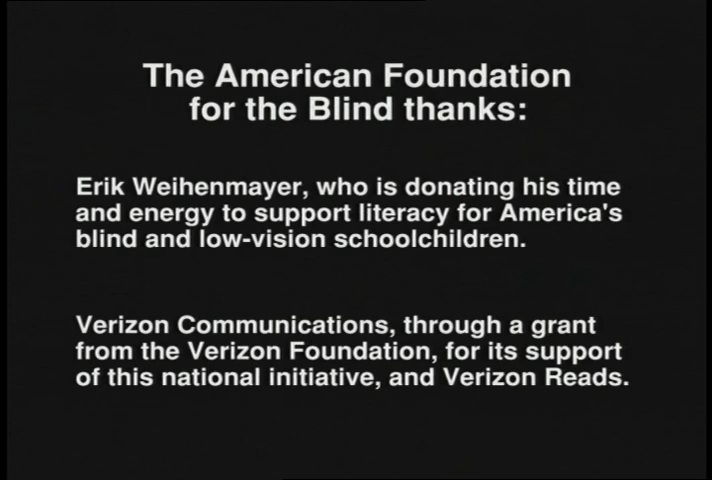 The American Foundation
for the Blind thanks:
Erik Weihenmayer, who is donating his time
and energy to support literacy for America's
blind and low-vision schoolchildren.
Verizon Communications, through a grant
from the Verizon Foundation, for its support
of this national initiative, and Verizon Reads.